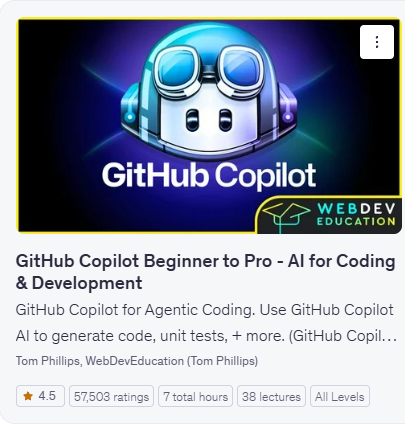 GitHub Copilot
WEBDEV
EDUCATION
GitHub Copilot Beginner to Pro - AI for Coding
& Development
GitHub Copilot for Agentic Coding. Use GitHub Copilot
AI to generate code, unit tests, + more. (GitHub Copil…
Tom Phillips, WebDevEducation (Tom Phillips)
4.5 57,503 ratings 7 total hours 38 lectures All Levels